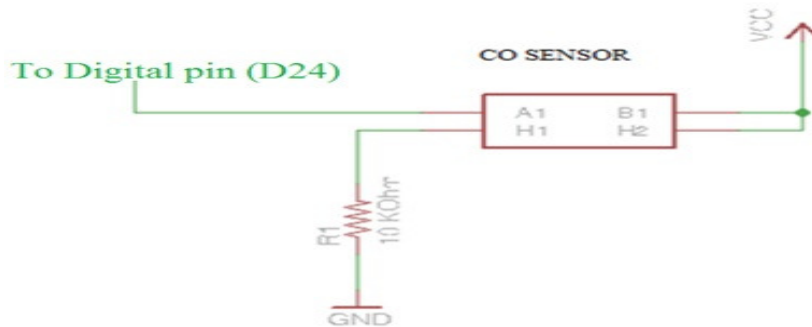 VCC
CO SENSOR
To Digital pin (D24)
A1 B1
H1 H2
R1
10 KOhm
GND